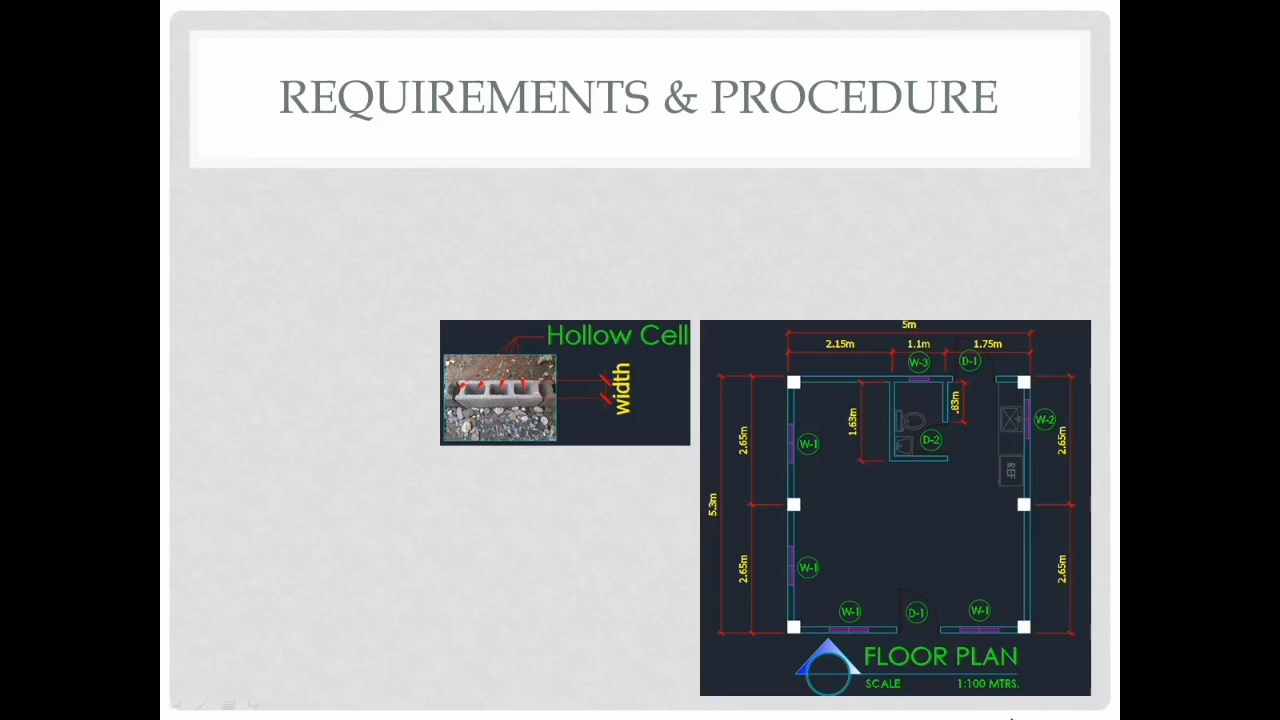 REQUIREMENTS & PROCEDURE
Hollow Cell
width
5m
2.15m
1.1m
1.75m
W-3
D-1
2.65m
1.63m
.83m
W-2
2.65m
W-1
D-2
REF
5.3m
2.65m
W-1
2.65m
W-1
D-1
W-1
FLOOR PLAN
SCALE 1:100 MTRS.